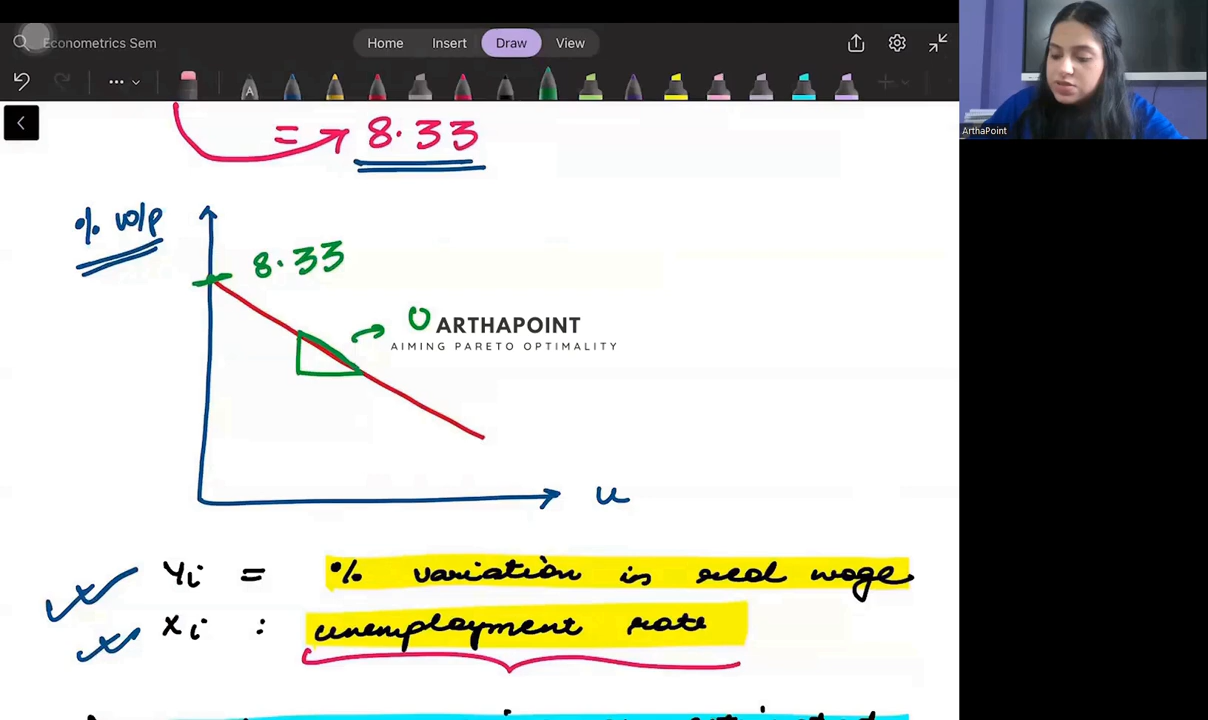 Econometrics Sem
Home Insert Draw View
A
ArthaPoint
= → 8.33
% w/p
8.33
→ 0
ARTHAPOINT
AIMING PARETO OPTIMALITY
u
Yi = % variation in real wage
Xi : unemployment rate